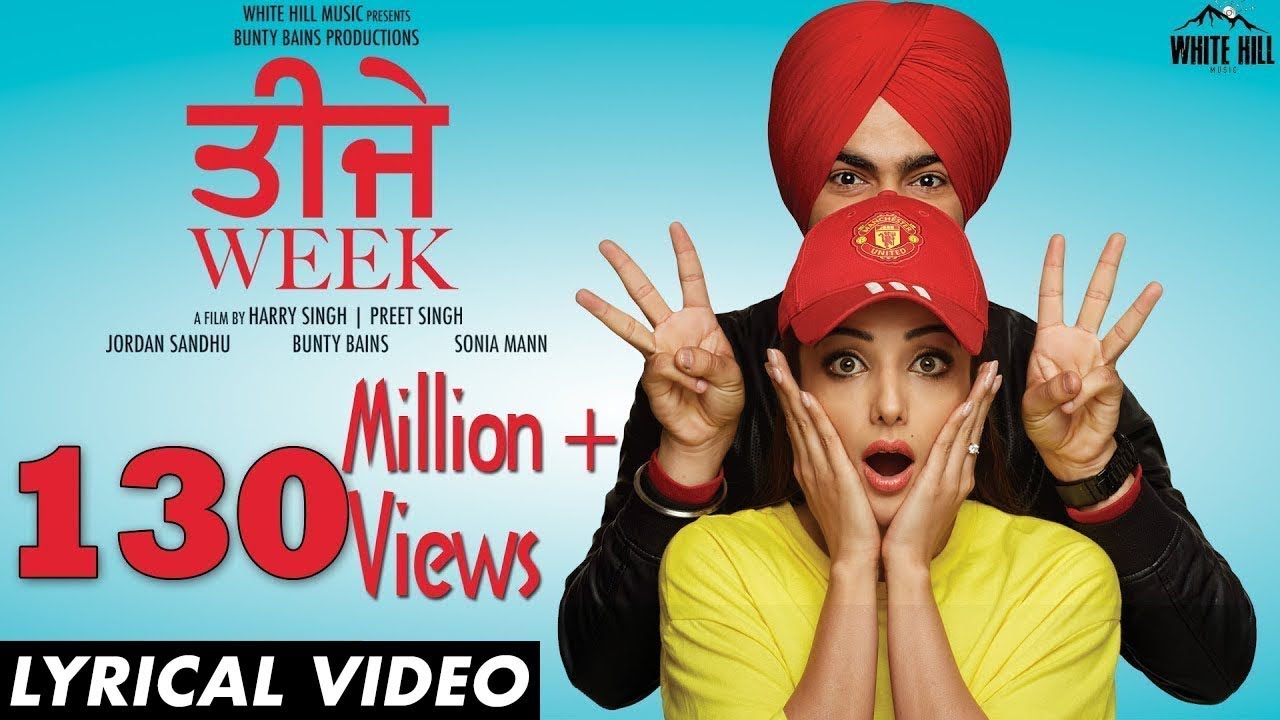 WHITE HILL MUSIC PRESENTS
BUNTY BAINS PRODUCTIONS
ਤੀਜੇ
WEEK
A FILM BY HARRY SINGH | PREET SINGH
JORDAN SANDHU BUNTY BAINS SONIA MANN
130 Million +
Views
LYRICAL VIDEO
WHITE HILL
MUSIC
MANCHESTER
UNITED